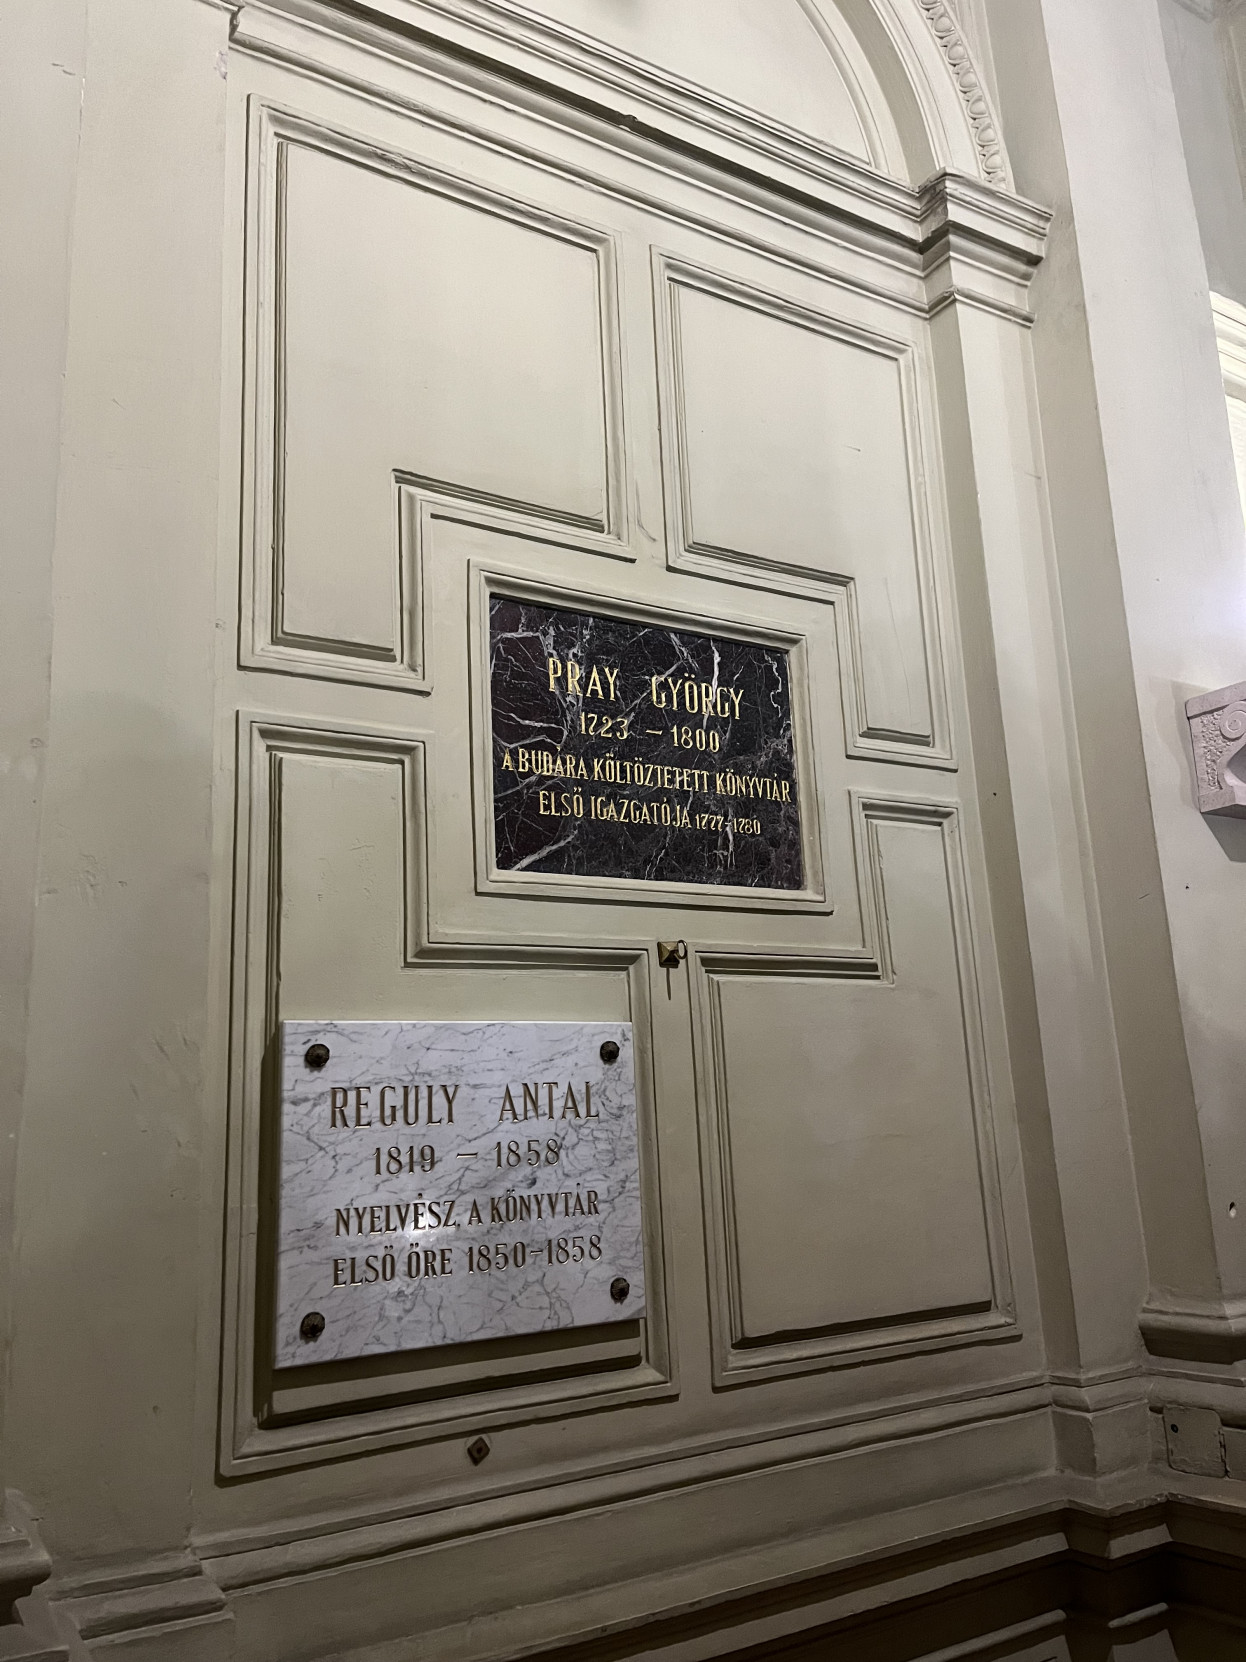 PRAY GYÖRGY
1723 – 1800
A BUDÁRA KÖLTÖZTETETT KÖNYVTÁR
ELSŐ IGAZGATÓJA 1777-1780
REGULY ANTAL
1819 – 1858
NYELVÉSZ, A KÖNYVTÁR
ELSŐ ŐRE 1850-1858